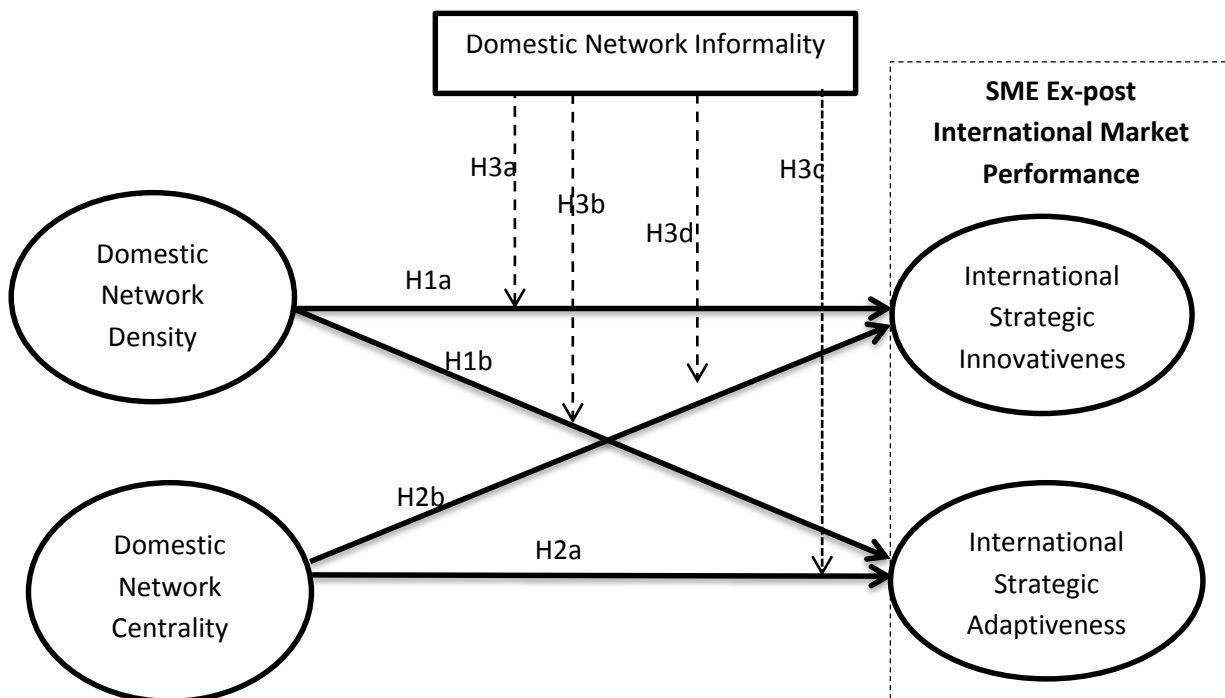 Domestic Network Informality
SME Ex-post
International Market
Performance
H3a
H3b
H3c
H3d
Domestic
Network
Density
H1a
H1b
International
Strategic
Innovativenes
H2b
H2a
Domestic
Network
Centrality
International
Strategic
Adaptiveness